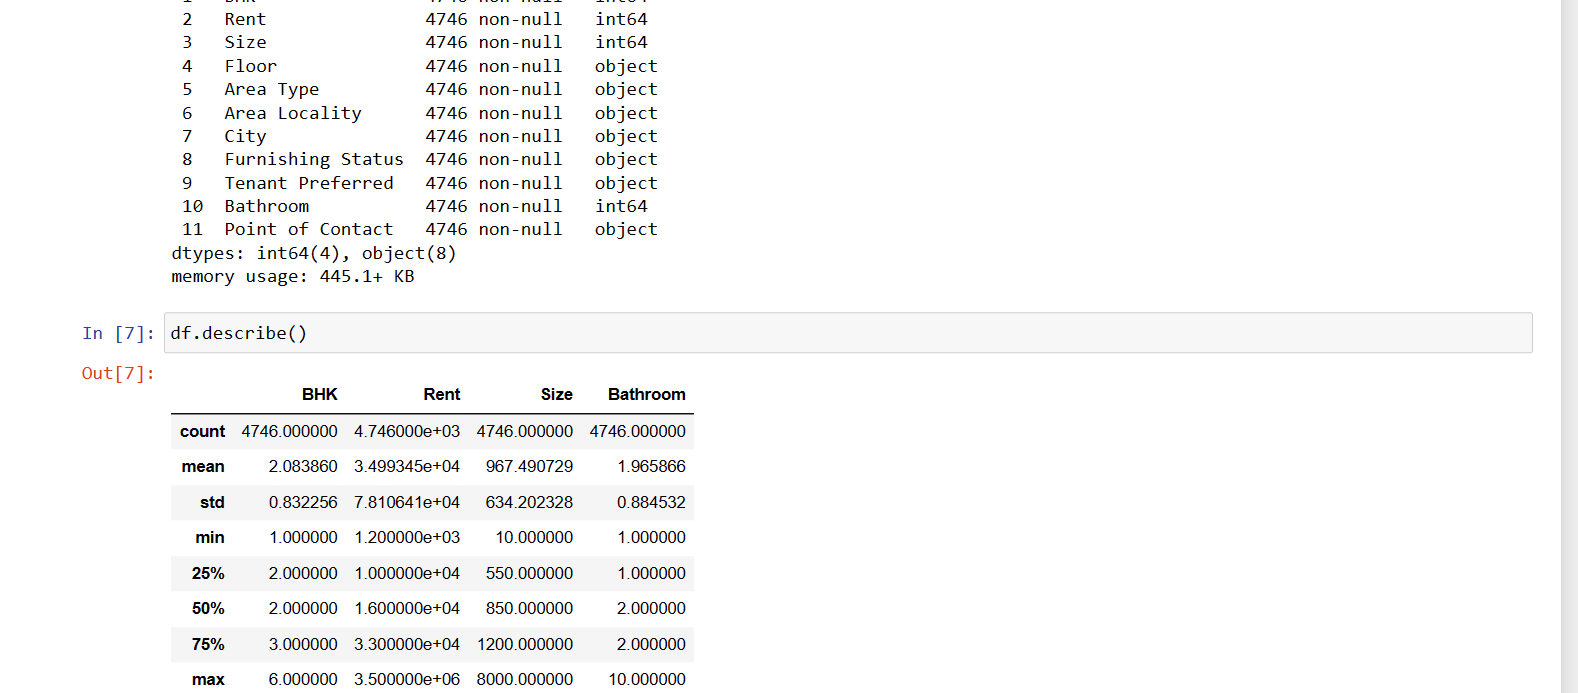 2 Rent 4746 non-null int64
3 Size 4746 non-null int64
4 Floor 4746 non-null object
5 Area Type 4746 non-null object
6 Area Locality 4746 non-null object
7 City 4746 non-null object
8 Furnishing Status 4746 non-null object
9 Tenant Preferred 4746 non-null object
10 Bathroom 4746 non-null int64
11 Point of Contact 4746 non-null object
dtypes: int64(4), object(8)
memory usage: 445.1+ KB
In [7]: df.describe()
Out[7]:
BHK Rent Size Bathroom
count 4746.000000 4.746000e+03 4746.000000 4746.000000
mean 2.083860 3.499345e+04 967.490729 1.965866
std 0.832256 7.810641e+04 634.202328 0.884532
min 1.000000 1.200000e+03 10.000000 1.000000
25% 2.000000 1.000000e+04 550.000000 1.000000
50% 2.000000 1.600000e+04 850.000000 2.000000
75% 3.000000 3.300000e+04 1200.000000 2.000000
max 6.000000 3.500000e+06 8000.000000 10.000000